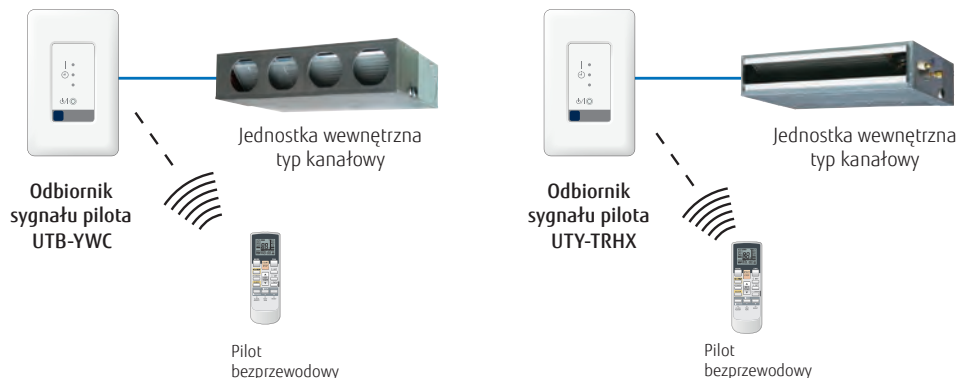 Jednostka wewnętrzna
typ kanałowy
Odbiornik
sygnału pilota
UTB-YWC
Pilot
bezprzewodowy
Jednostka wewnętrzna
typ kanałowy
Odbiornik
sygnału pilota
UTY-TRHX
Pilot
bezprzewodowy